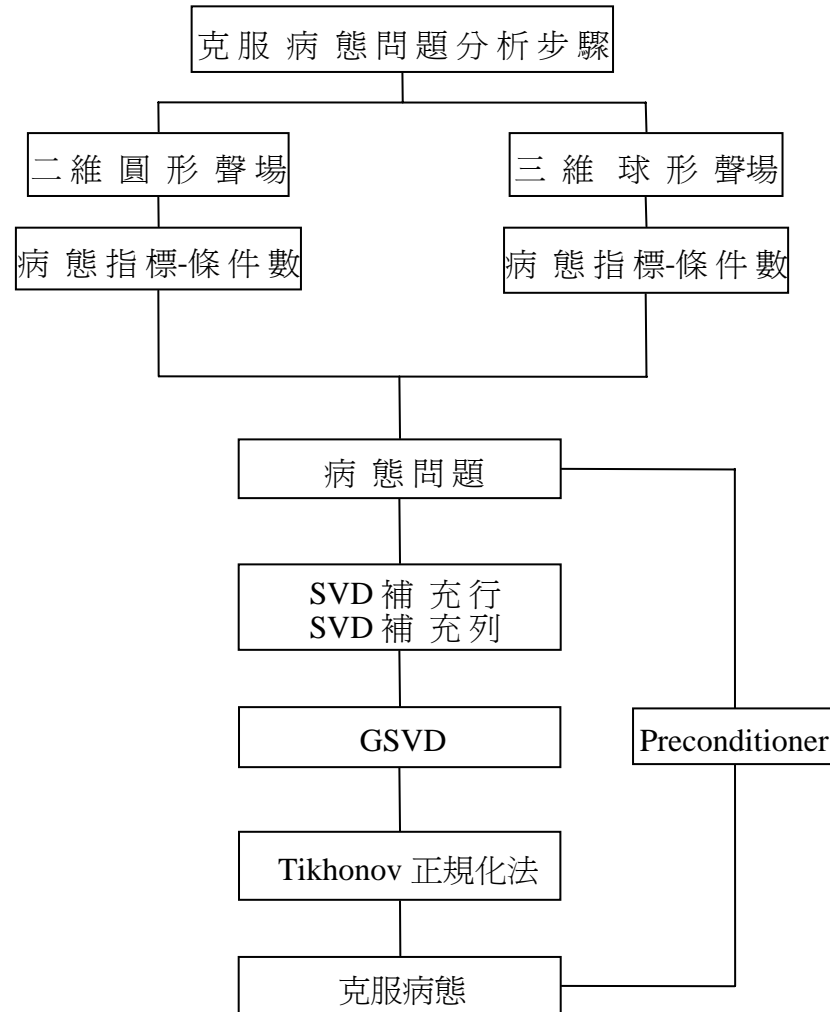 克服病態問題分析步驟
二維圓形聲場
三維球形聲場
病態指標-條件數
病態指標-條件數
病態問題
SVD 補充行
SVD 補充列
GSVD
Preconditioner
Tikhonov 正規化法
克服病態